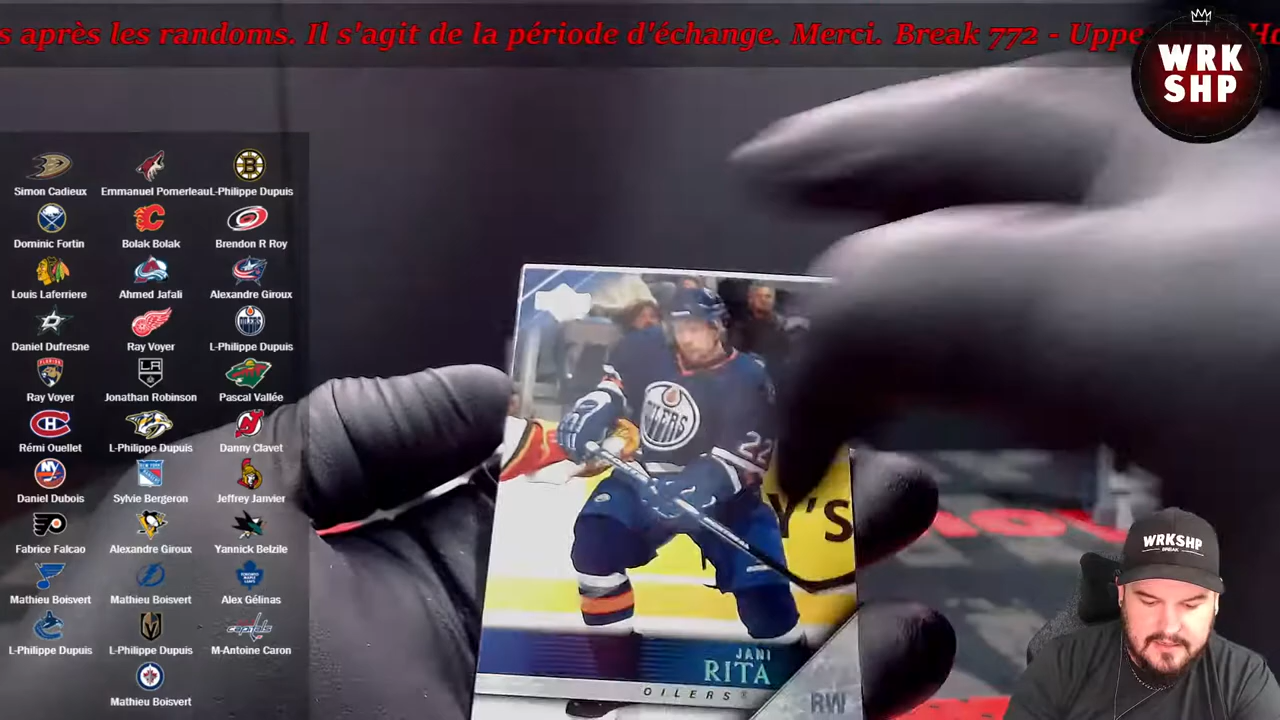 s après les randoms. Il s'agit de la période d'échange. Merci. Break 772 - Uppe
WRK
SHP
Simon Cadieux
Emmanuel Pomerleau
L-Philippe Dupuis
Dominic Fortin
Bolak Bolak
Brendon R Roy
Louis Laferriere
Ahmed Jafali
Alexandre Giroux
Daniel Dufresne
Ray Voyer
L-Philippe Dupuis
Ray Voyer
Jonathan Robinson
Pascal Vallée
Rémi Ouellet
L-Philippe Dupuis
Danny Clavet
Daniel Dubois
Sylvie Bergeron
Jeffrey Janvier
Fabrice Falcao
Alexandre Giroux
Yannick Belzile
Mathieu Boisvert
Mathieu Boisvert
Alex Gélinas
L-Philippe Dupuis
L-Philippe Dupuis
M-Antoine Caron
Mathieu Boisvert
OILERS
22
Y'S
JANI
RITA
OILERS
RW
WRKSHP
BREAK